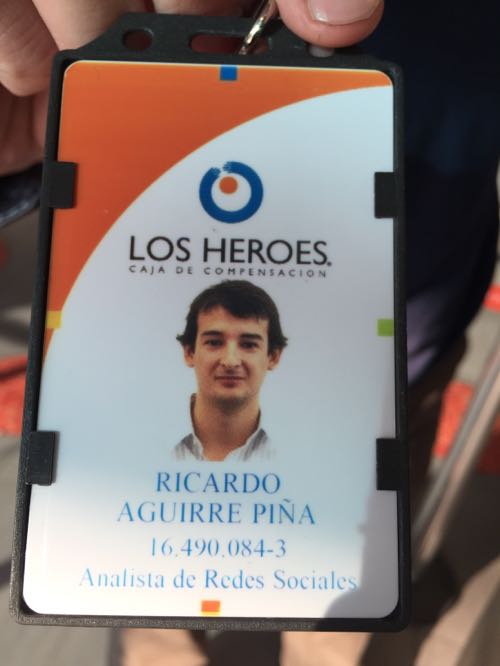 LOS HEROES.
CAJA DE COMPENSACION
RICARDO
AGUIRRE PIÑA
16.490.084-3
Analista de Redes Sociales